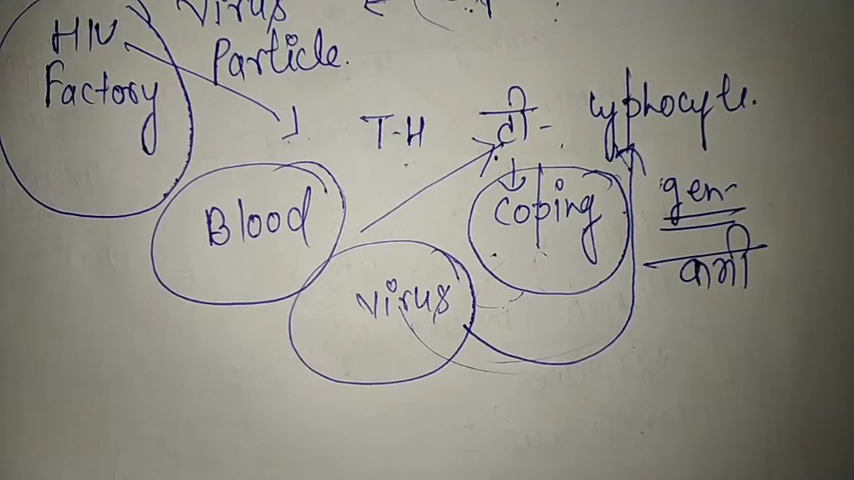 Virus
HIV
Particle.
Factory
T-H टी- Lyphocyte.
Blood Coping gen-
कमी
Virus